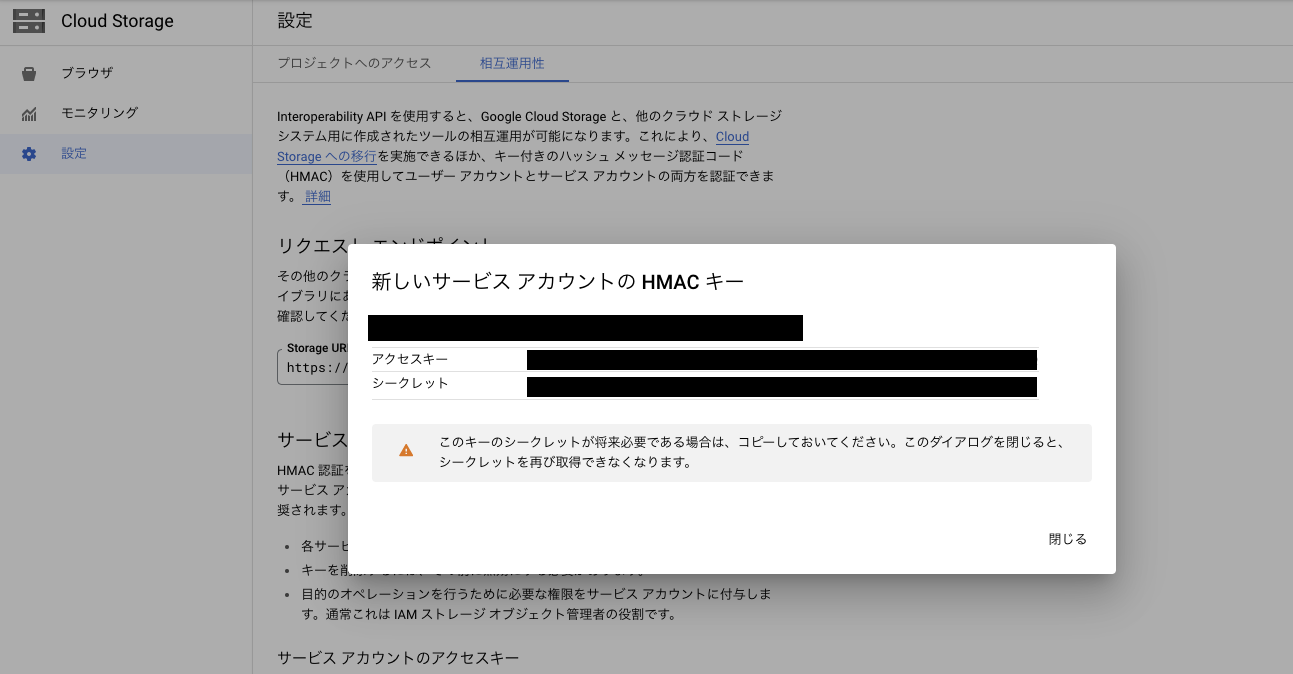 Cloud Storage
設定
ブラウザ
モニタリング
設定
プロジェクトへのアクセス
相互運用性
Interoperability API を使用すると、Google Cloud Storage と、他のクラウド ストレージ
システム用に作成されたツールの相互運用が可能になります。これにより、Cloud
Storage への移行を実施できるほか、キー付きのハッシュ メッセージ認証コード
（HMAC）を使用してユーザー アカウントとサービス アカウントの両方を認証できま
す。 詳細
リクエスト エンドポイント
その他のク
イブラリにあ
確認してくだ
Storage URI
https://
新しいサービス アカウントの HMAC キー
アクセスキー
シークレット
このキーのシークレットが将来必要である場合は、コピーしておいてください。このダイアログを閉じると、
シークレットを再び取得できなくなります。
閉じる
サービス
HMAC 認証を
サービス ア
奨されます。
各サービ
キーを削
目的のオペレーションを行うために必要な権限をサービス アカウントに付与しま
す。通常これは IAM ストレージ オブジェクト管理者の役割です。
サービス アカウントのアクセスキー